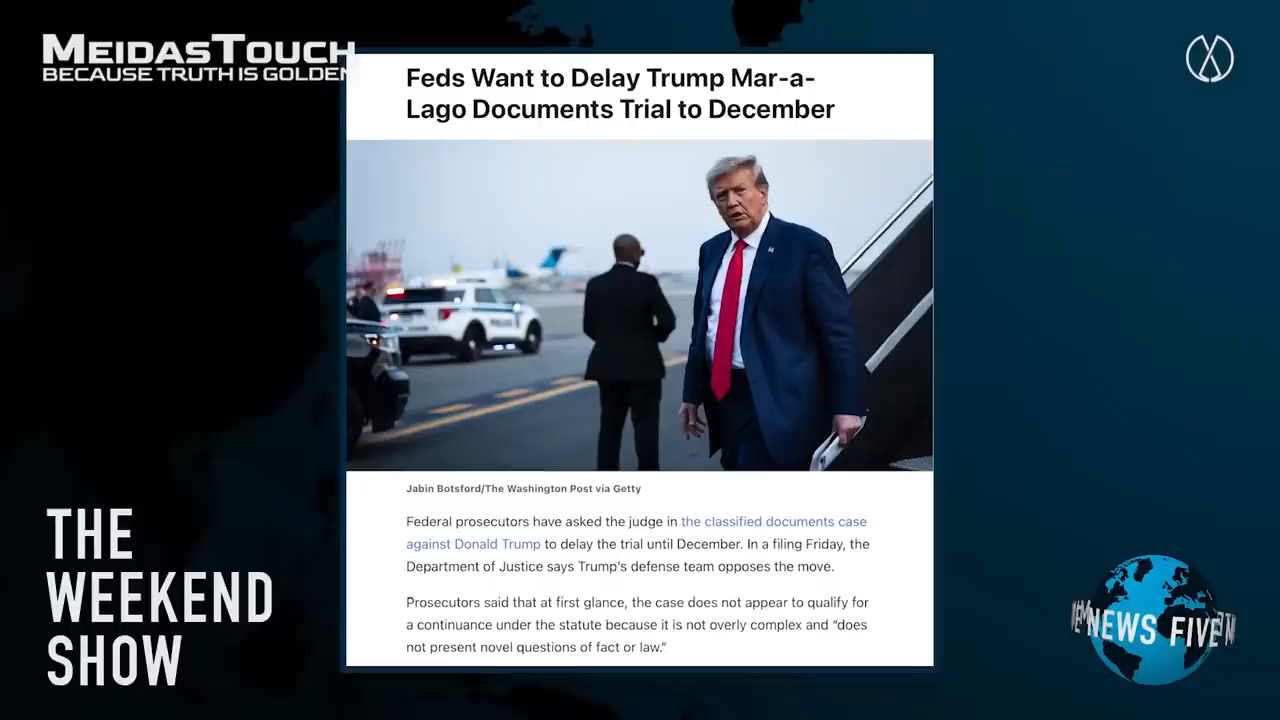 MEIDASTOUCH
BECAUSE TRUTH IS GOLDEN
Feds Want to Delay Trump Mar-a-
Lago Documents Trial to December
POLICE
Jabin Botsford/The Washington Post via Getty
Federal prosecutors have asked the judge in the classified documents case
against Donald Trump to delay the trial until December. In a filing Friday, the
Department of Justice says Trump's defense team opposes the move.
Prosecutors said that at first glance, the case does not appear to qualify for
a continuance under the statute because it is not overly complex and “does
not present novel questions of fact or law.”
THE
WEEKEND
SHOW
NEWS FIVE